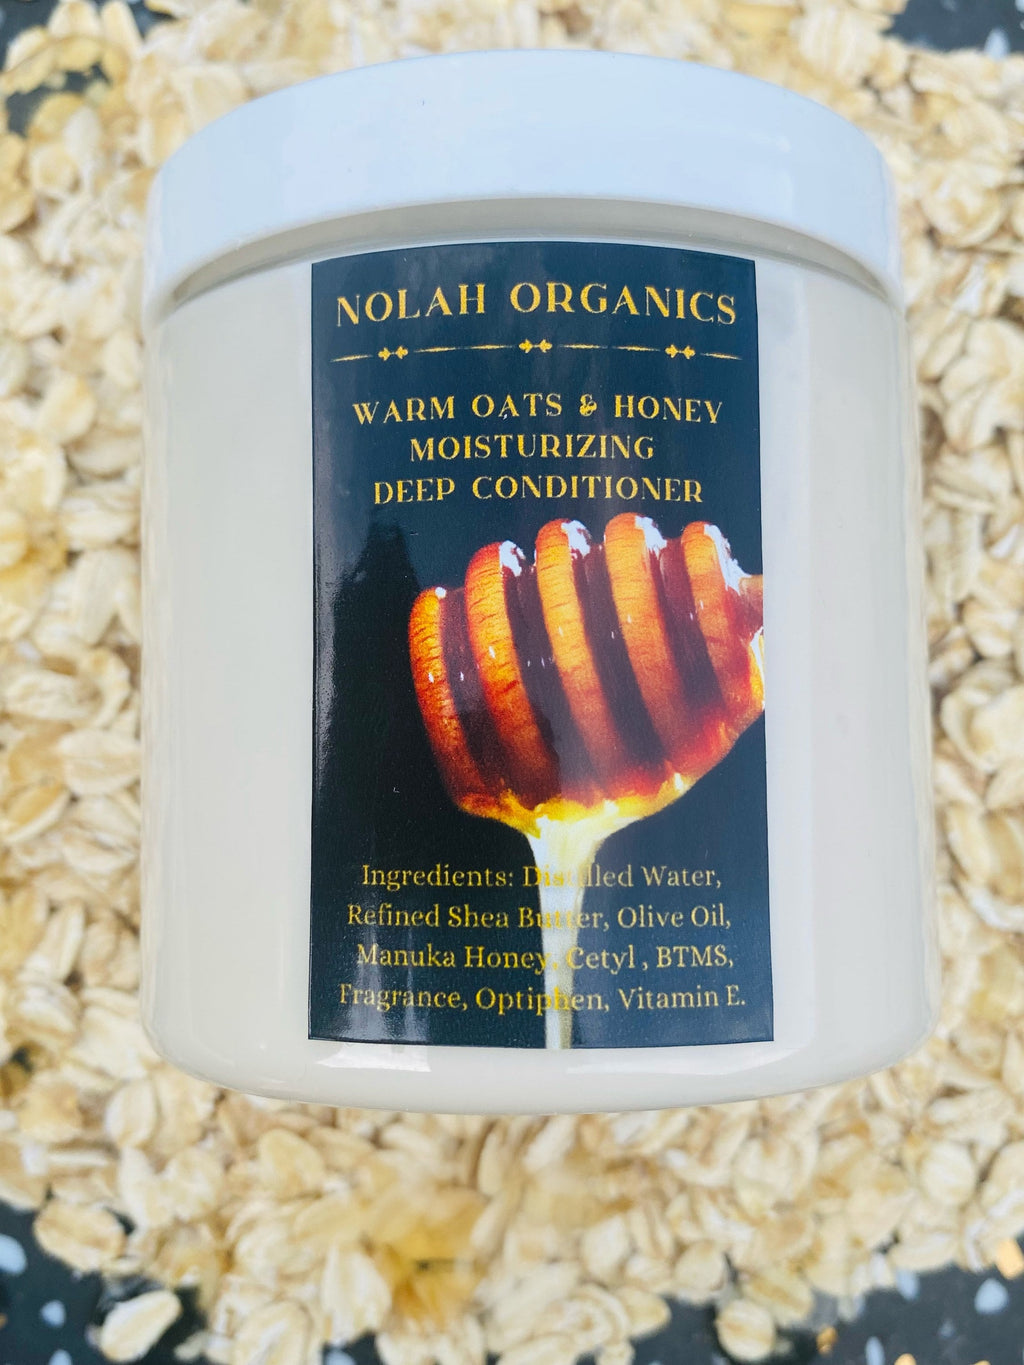 NOLAH ORGANICS
WARM OATS & HONEY
MOISTURIZING
DEEP CONDITIONER
Ingredients: Distilled Water,
Refined Shea Butter, Olive Oil,
Manuka Honey, Cetyl , BTMS,
Fragrance, Optiphen, Vitamin E.